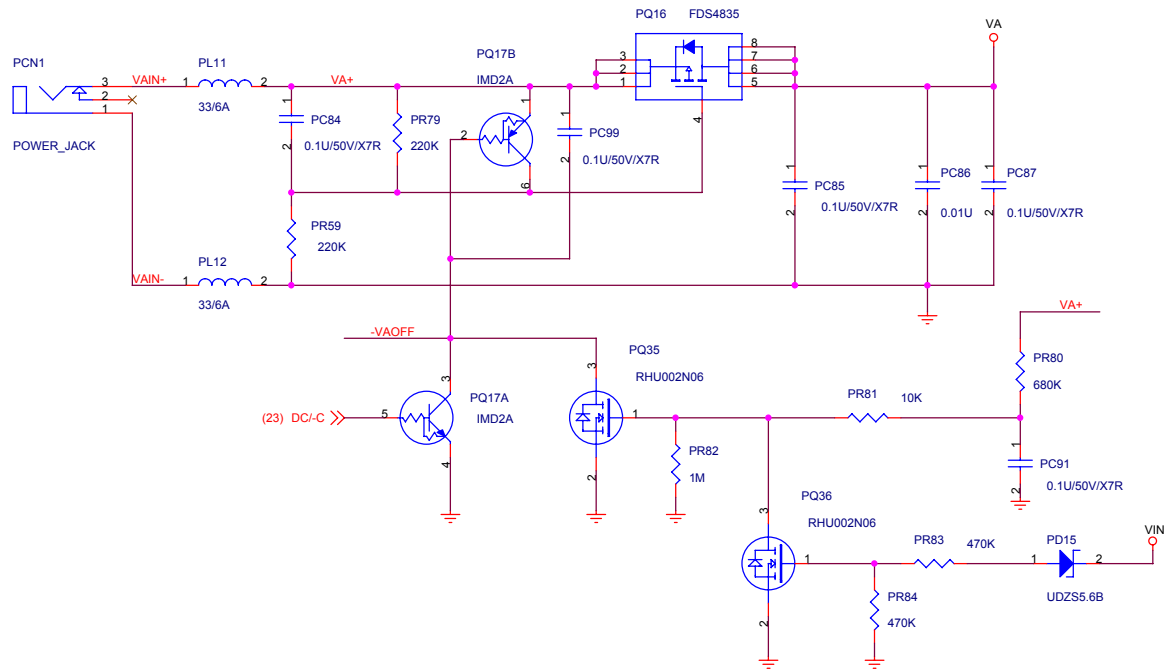 PQ16 FDS4835
VA
PCN1
PL11
PQ17B
IMD2A
3
2
1
VAIN+
1
2
33/6A
VA+
3
2
1
8
7
6
5
4
POWER_JACK
1
PC84
2
0.1U/50V/X7R
PR79
220K
2
1
6
1
PC99
2
0.1U/50V/X7R
1
PC85
2
0.1U/50V/X7R
1
PC86
2
0.01U
1
PC87
2
0.1U/50V/X7R
PR59
220K
PL12
VAIN-
1
2
33/6A
-VAOFF
VA+
PQ35
RHU002N06
3
1
2
PR80
680K
PR81
10K
(23) DC/-C
5
3
PQ17A
IMD2A
4
PR82
1M
1
PC91
2
0.1U/50V/X7R
PQ36
RHU002N06
3
1
2
PR83
470K
1
PD15
2
UDZS5.6B
VIN
PR84
470K